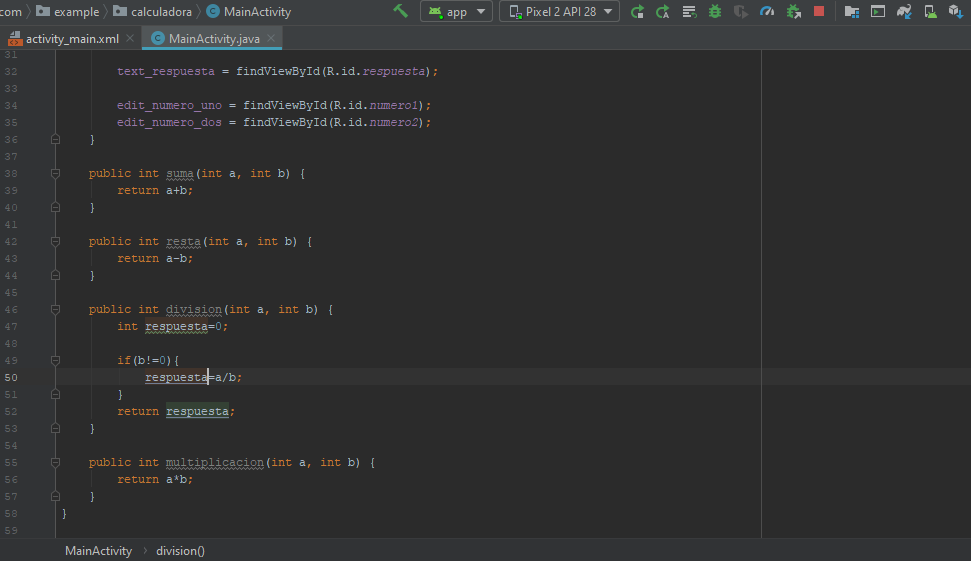 com example calculadora MainActivity app Pixel 2 API 28
activity_main.xml MainActivity.java
31
32 text_respuesta = findViewById(R.id.respuesta);
33
34 edit_numero_uno = findViewById(R.id.numero1);
35 edit_numero_dos = findViewById(R.id.numero2);
36 }
37
38 public int suma(int a, int b) {
39 return a+b;
40 }
41
42 public int resta(int a, int b) {
43 return a-b;
44 }
45
46 public int division(int a, int b) {
47 int respuesta=0;
48
49 if(b!=0){
50 respuesta=a/b;
51 }
52 return respuesta;
53 }
54
55 public int multiplicacion(int a, int b) {
56 return a*b;
57 }
58 }
59
MainActivity division()